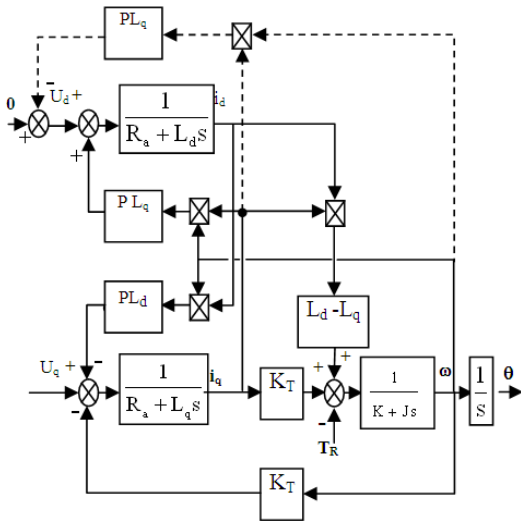 PLq
0
+
-
Ud +
+
1
Ra + Lds
id
P Lq
PLd
Ld -Lq
Uq +
-
-
1
Ra + Lqs
iq
KT
+
+
-
TR
1
K + Js
ω
1
s
θ
KT